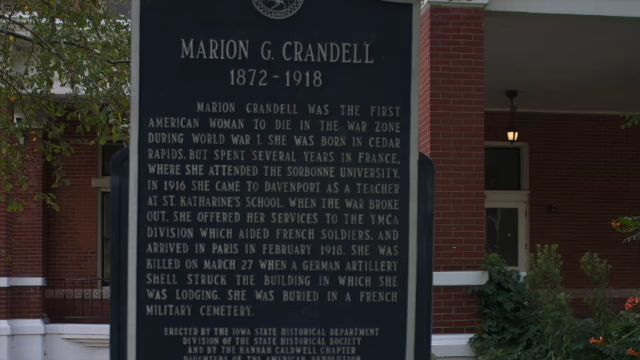 MARION G. CRANDELL
1872-1918
MARION CRANDELL WAS THE FIRST
AMERICAN WOMAN TO DIE IN THE WAR ZONE
DURING WORLD WAR I. SHE WAS BORN IN CEDAR
RAPIDS, BUT SPENT SEVERAL YEARS IN FRANCE,
WHERE SHE ATTENDED THE SORBONNE UNIVERSITY.
IN 1916 SHE CAME TO DAVENPORT AS A TEACHER
AT ST. KATHARINE'S SCHOOL. WHEN THE WAR BROKE
OUT, SHE OFFERED HER SERVICES TO THE YMCA
DIVISION WHICH AIDED FRENCH SOLDIERS, AND
ARRIVED IN PARIS IN FEBRUARY 1918. SHE WAS
KILLED ON MARCH 27 WHEN A GERMAN ARTILLERY
SHELL STRUCK THE BUILDING IN WHICH SHE
WAS LODGING. SHE WAS BURIED IN A FRENCH
MILITARY CEMETERY.
ERECTED BY THE IOWA STATE HISTORICAL DEPARTMENT
DIVISION OF THE STATE HISTORICAL SOCIETY
AND BY THE HANNAH CALDWELL CHAPTER
DAUGHTERS OF THE AMERICAN REVOLUTION